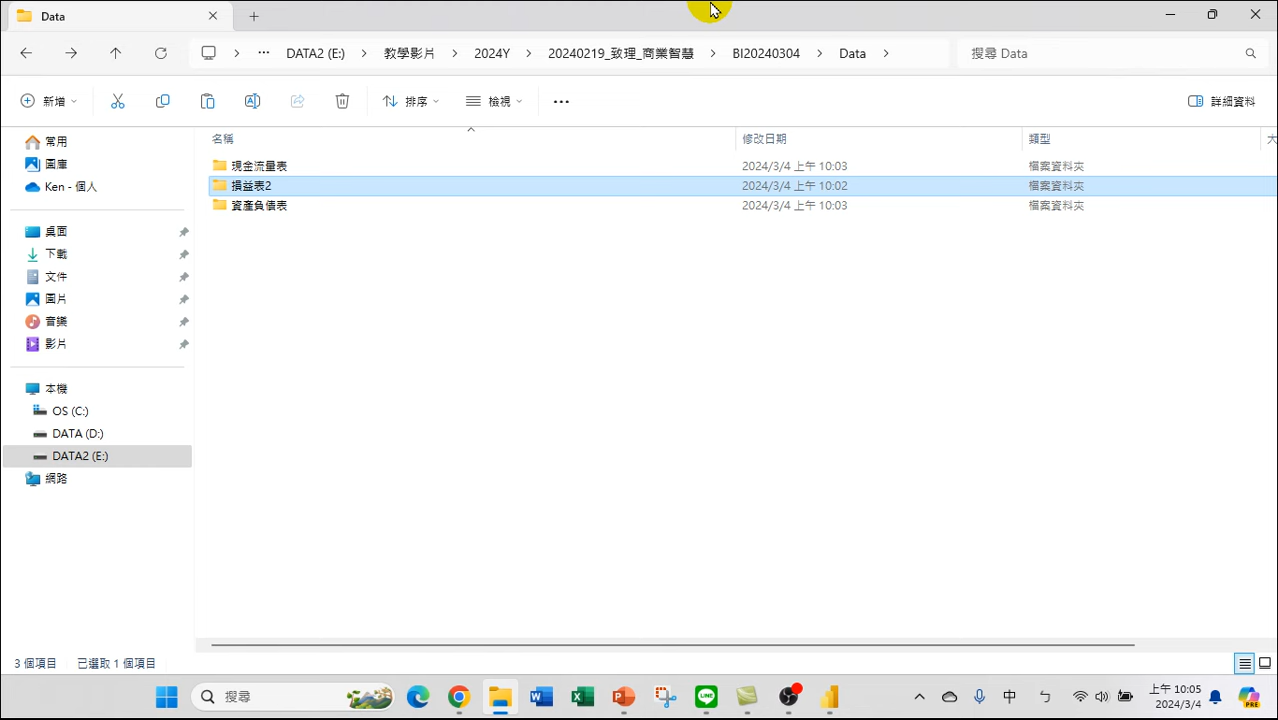 Data
DATA2 (E:) 教學影片 2024Y 20240219_致理_商業智慧 BI20240304 Data 搜尋 Data
新增 排序 檢視 詳細資料
名稱 修改日期 類型 大
現金流量表 2024/3/4 上午 10:03 檔案資料夾
損益表2 2024/3/4 上午 10:02 檔案資料夾
資產負債表 2024/3/4 上午 10:03 檔案資料夾
常用
圖庫
Ken - 個人
桌面
下載
文件
圖片
音樂
影片
本機
OS (C:)
DATA (D:)
DATA2 (E:)
網路
3 個項目 已選取 1 個項目
搜尋 中 ㄅ 上午 10:05
2024/3/4
PRE